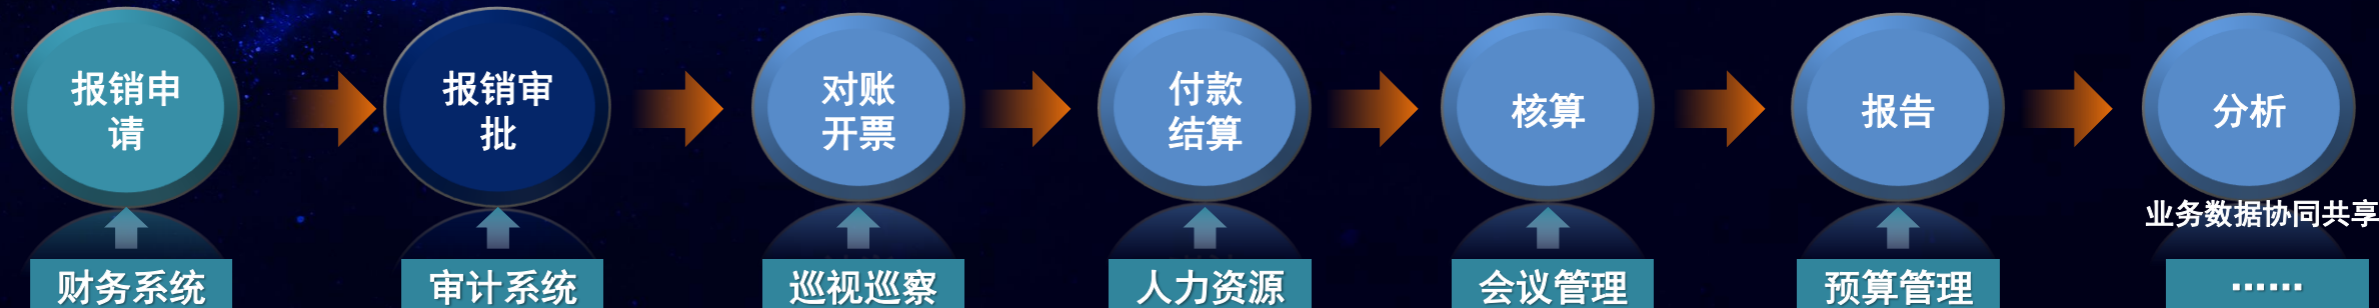 报销申
请
报销审
批
对账
开票
付款
结算
核算
报告
分析
业务数据协同共享
财务系统
审计系统
巡视巡察
人力资源
会议管理
预算管理
······